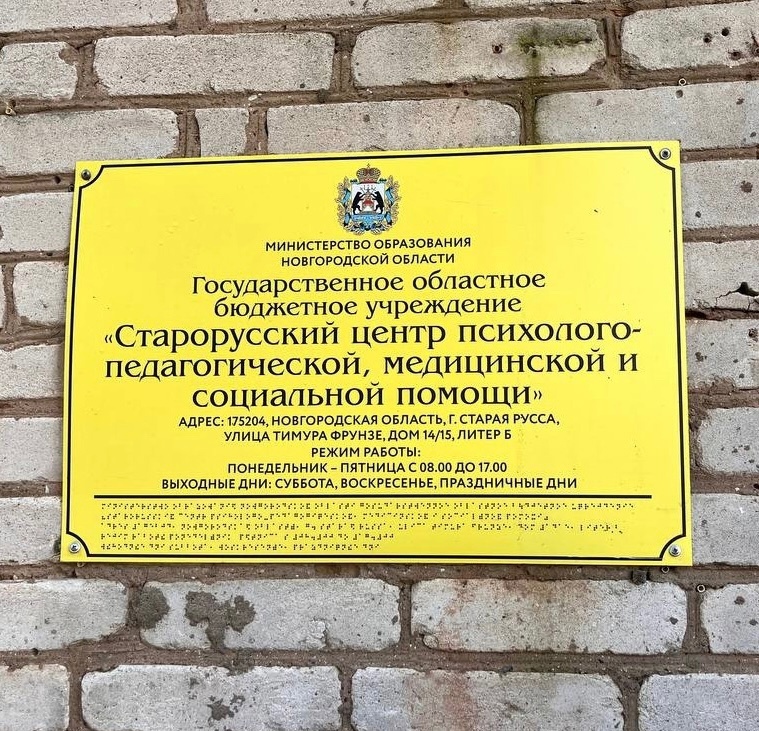 МИНИСТЕРСТВО ОБРАЗОВАНИЯ
НОВГОРОДСКОЙ ОБЛАСТИ
Государственное областное
бюджетное учреждение
«Старорусский центр психолого-
педагогической, медицинской и
социальной помощи»
АДРЕС: 175204, НОВГОРОДСКАЯ ОБЛАСТЬ, Г. СТАРАЯ РУССА,
УЛИЦА ТИМУРА ФРУНЗЕ, ДОМ 14/15, ЛИТЕР Б
РЕЖИМ РАБОТЫ:
ПОНЕДЕЛЬНИК – ПЯТНИЦА С 08.00 ДО 17.00
ВЫХОДНЫЕ ДНИ: СУББОТА, ВОСКРЕСЕНЬЕ, ПРАЗДНИЧНЫЕ ДНИ